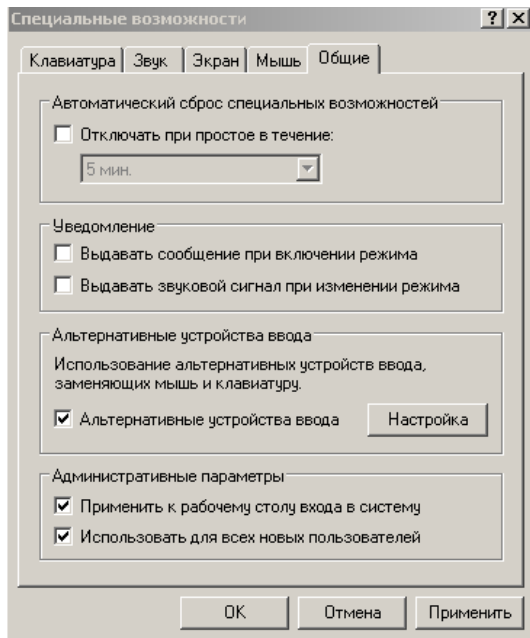 Специальные возможности
Клавиатура Звук Экран Мышь Общие
Автоматический сброс специальных возможностей
Отключать при простое в течение:
5 мин.
Уведомление
Выдавать сообщение при включении режима
Выдавать звуковой сигнал при изменении режима
Альтернативные устройства ввода
Использование альтернативных устройств ввода,
заменяющих мышь и клавиатуру.
Альтернативные устройства ввода Настройка
Административные параметры
Применить к рабочему столу входа в систему
Использовать для всех новых пользователей
OK Отмена Применить